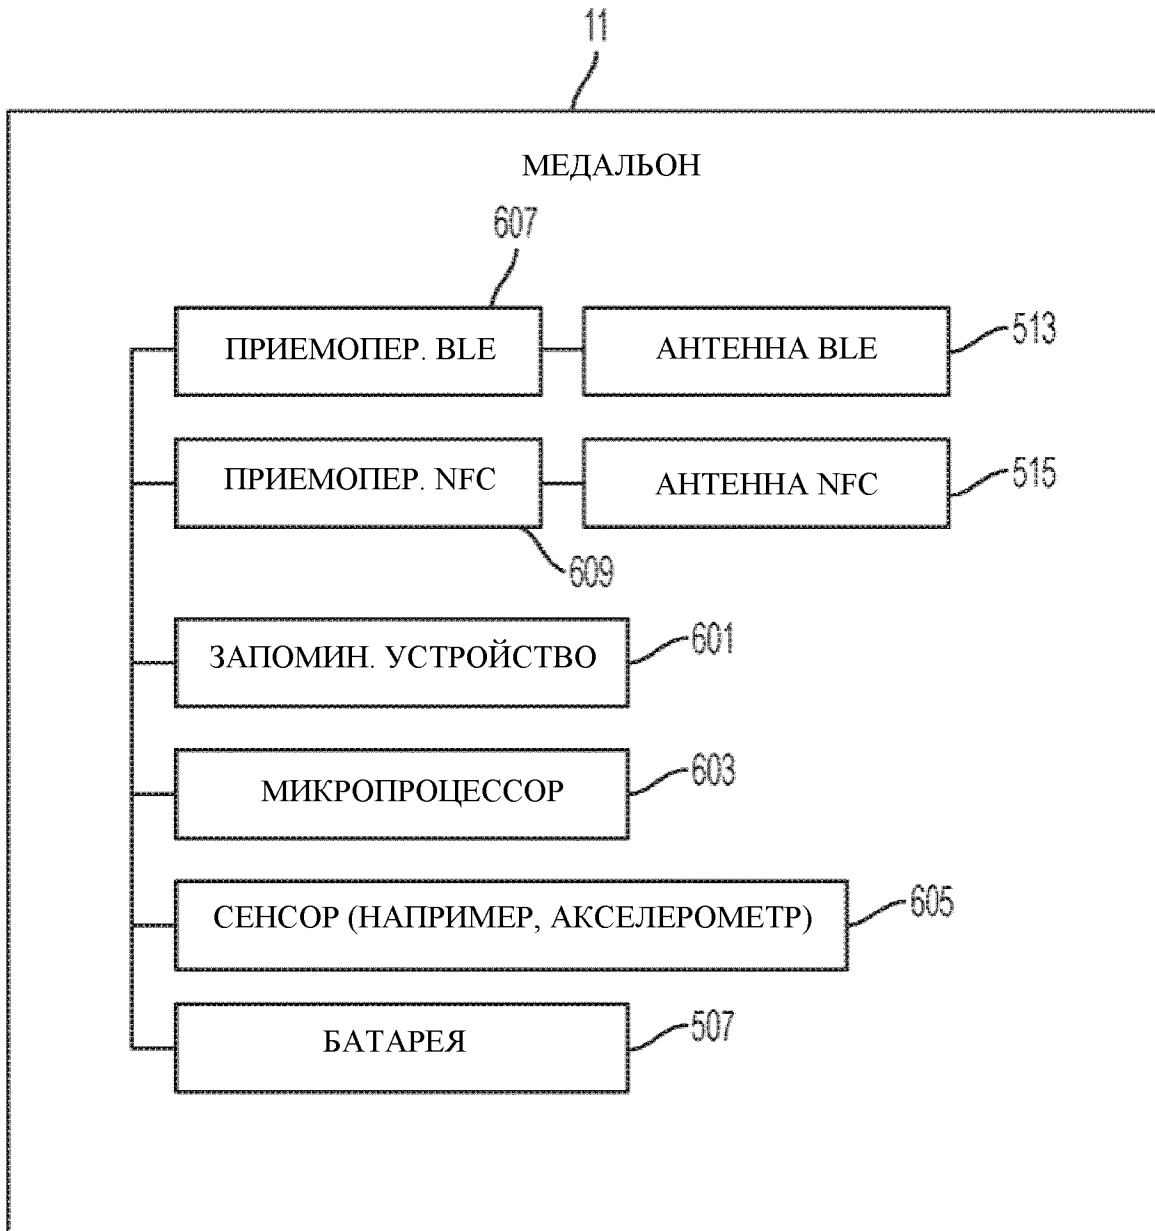 11
МЕДАЛЬОН
607
ПРИЕМОПЕР. BLE
АНТЕННА BLE
513
ПРИЕМОПЕР. NFC
АНТЕННА NFC
515
609
ЗАПОМИН. УСТРОЙСТВО
601
МИКРОПРОЦЕССОР
603
СЕНСОР (НАПРИМЕР, АКСЕЛЕРОМЕТР)
605
БАТАРЕЯ
507